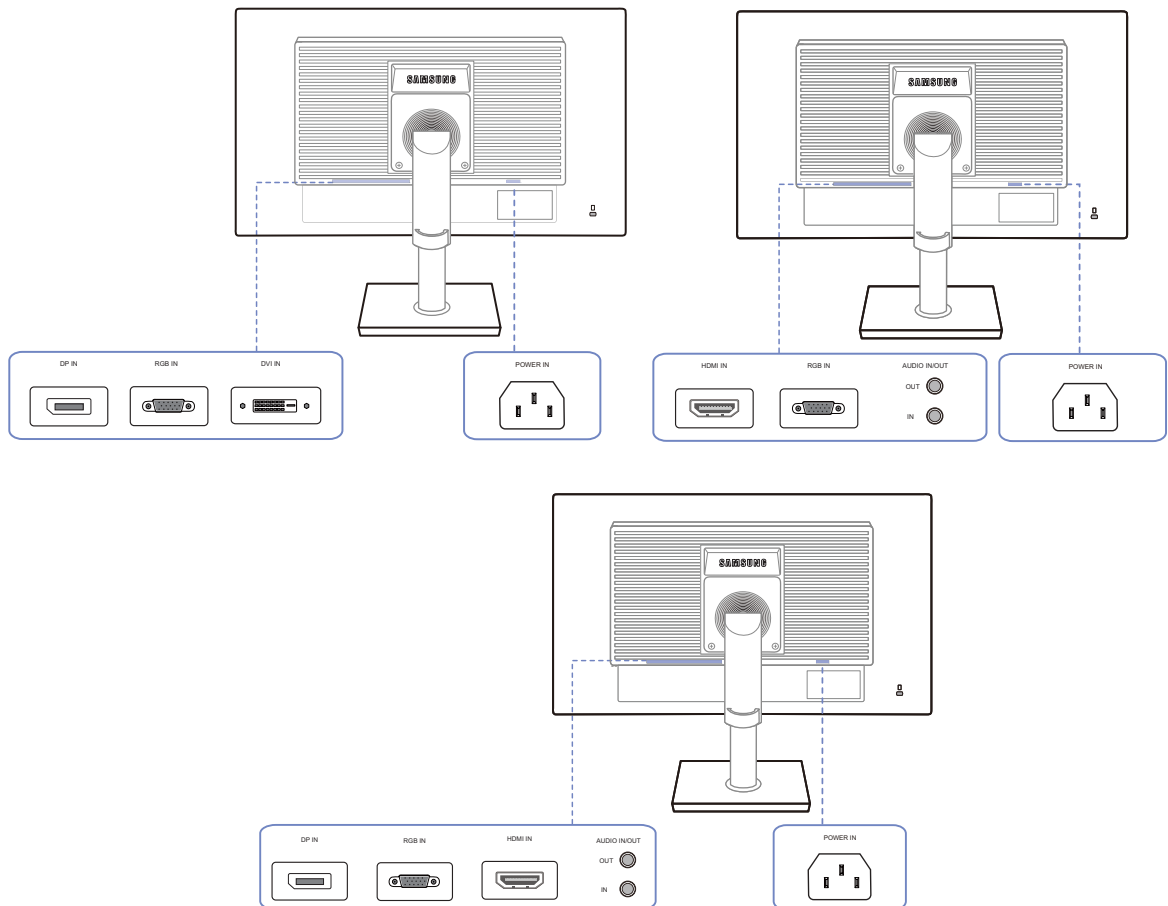 SAMSUNG
DP IN RGB IN DVI IN
POWER IN
SAMSUNG
HDMI IN RGB IN AUDIO IN/OUT
OUT
IN
POWER IN
SAMSUNG
DP IN RGB IN HDMI IN AUDIO IN/OUT
OUT
IN
POWER IN